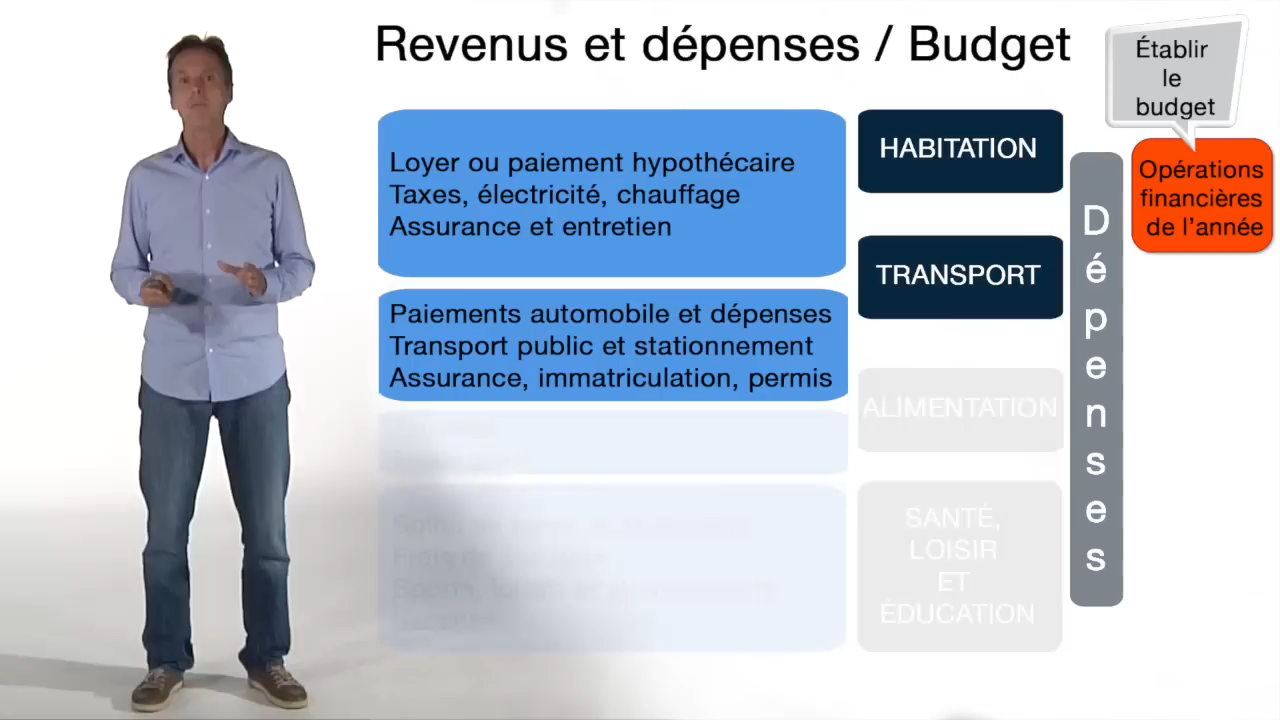 Revenus et dépenses / Budget
Établir
le
budget
Opérations
financières
de l'année
Dépenses
HABITATION
Loyer ou paiement hypothécaire
Taxes, électricité, chauffage
Assurance et entretien
TRANSPORT
Paiements automobile et dépenses
Transport public et stationnement
Assurance, immatriculation, permis
ALIMENTATION
SANTÉ,
LOISIR
ET
ÉDUCATION